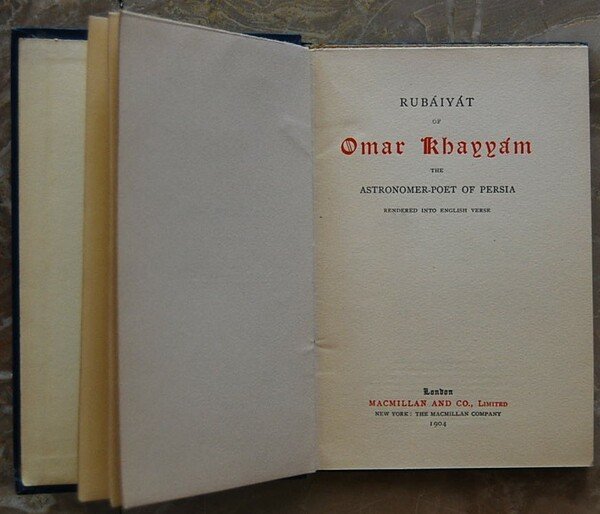 RUBÁIYÁT
OF
Omar Khayyám
THE
ASTRONOMER-POET OF PERSIA
RENDERED INTO ENGLISH VERSE
London
MACMILLAN AND CO., LIMITED
NEW YORK: THE MACMILLAN COMPANY
1904